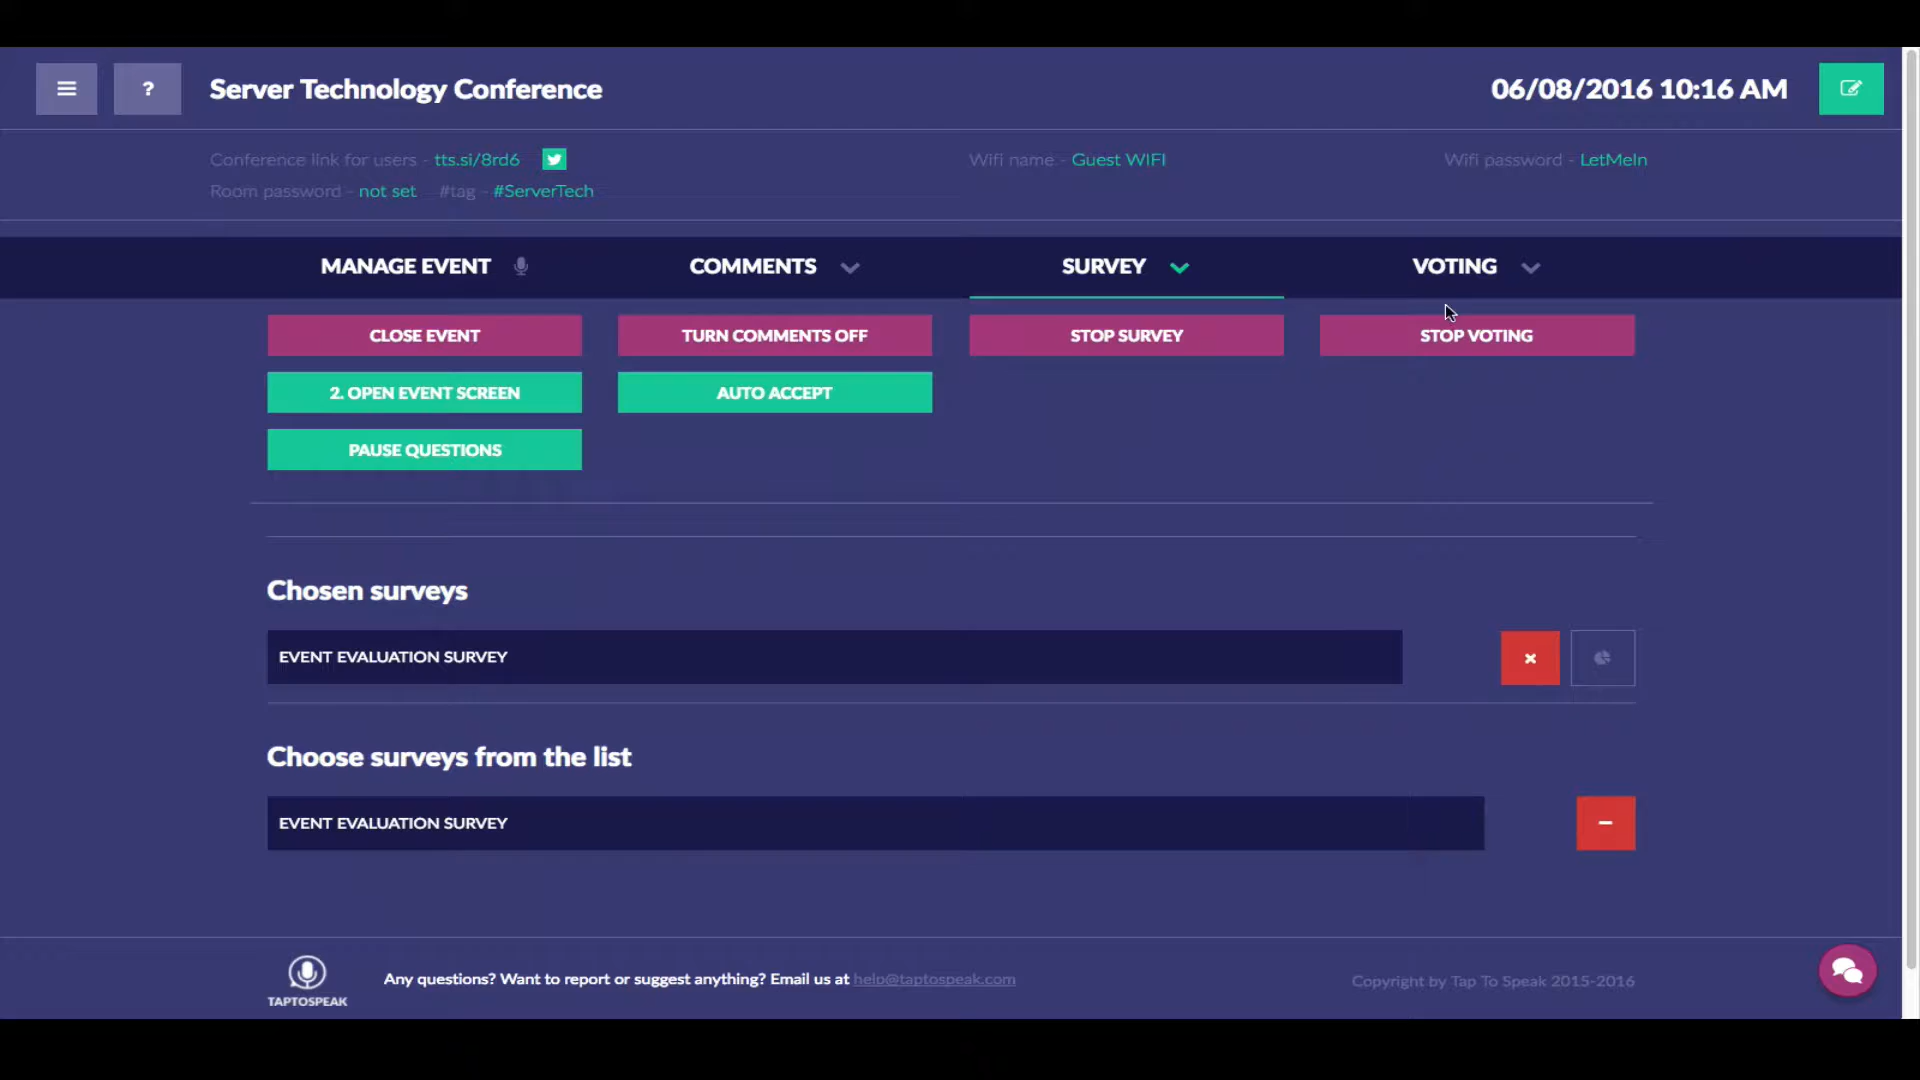 ? Server Technology Conference 06/08/2016 10:16 AM
Conference link for users - tts.si/8rd6 Wifi name - Guest WIFI Wifi password - LetMeIn
Room password - not set #tag - #ServerTech
MANAGE EVENT COMMENTS SURVEY VOTING
CLOSE EVENT TURN COMMENTS OFF STOP SURVEY STOP VOTING
2. OPEN EVENT SCREEN AUTO ACCEPT
PAUSE QUESTIONS
Chosen surveys
EVENT EVALUATION SURVEY
Choose surveys from the list
EVENT EVALUATION SURVEY
Any questions? Want to report or suggest anything? Email us at help@taptospeak.com Copyright by Tap To Speak 2015-2016
TAPTOSPEAK